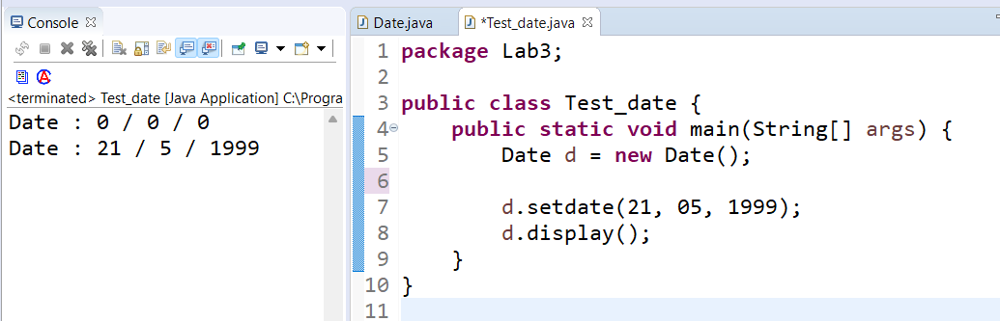 Console
<terminated> Test_date [Java Application] C:\Progra
Date : 0 / 0 / 0
Date : 21 / 5 / 1999
Date.java
*Test_date.java
1 package Lab3;
2
3 public class Test_date {
4 public static void main(String[] args) {
5 Date d = new Date();
6
7 d.setdate(21, 05, 1999);
8 d.display();
9 }
10 }
11